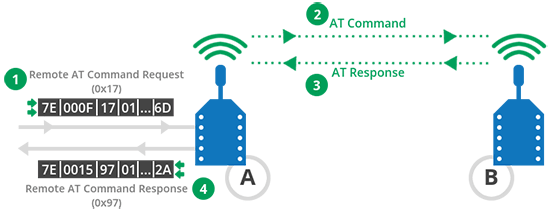 1
Remote AT Command Request
(0x17)
7E 000F 17 01 ... 6D
2
AT Command
AT Response
3
7E 0015 97 01 ... 2A
Remote AT Command Response
(0x97)
4
A
B